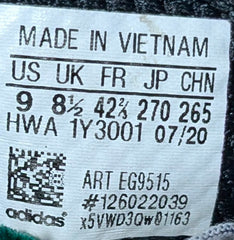 MADE IN VIETNAM
US UK FR JP CHN
9 8½ 42⅔ 270 265
HWA 1Y3001 07/20
ART EG9515
#126022039
adidas x5VWD3QwD1163